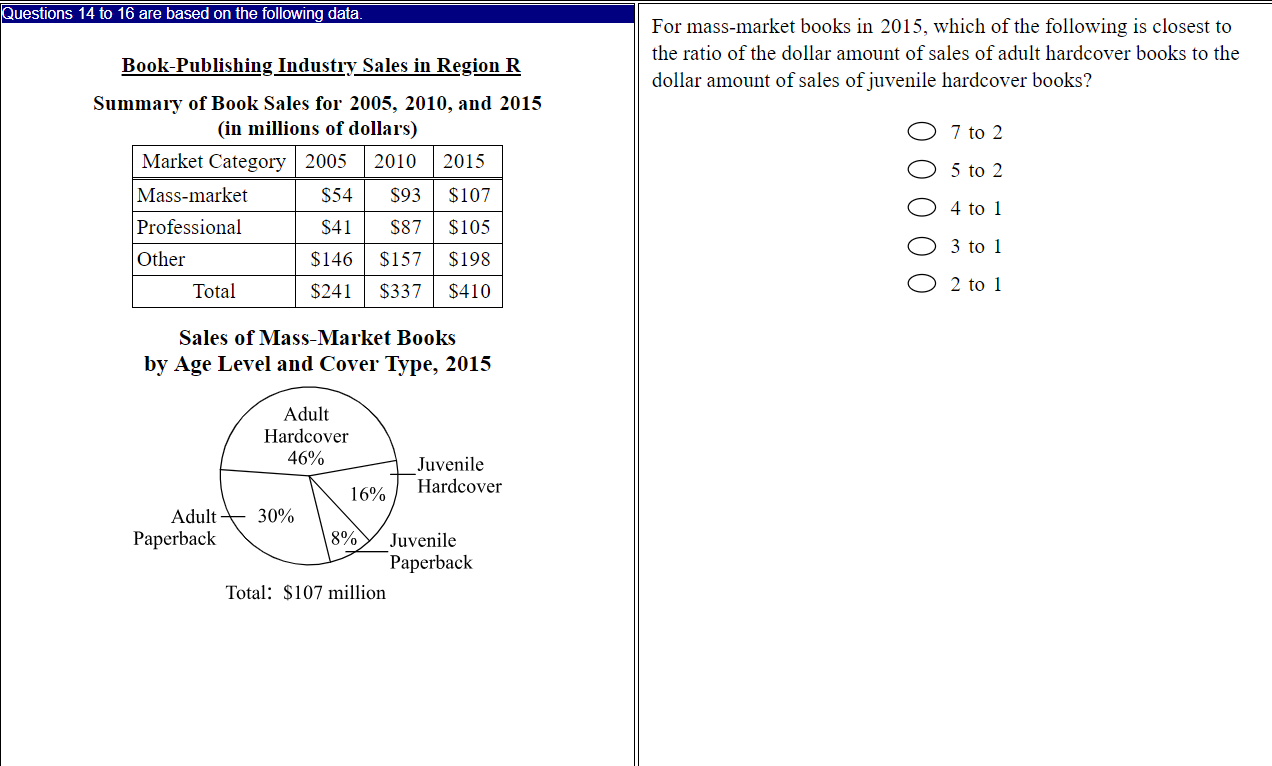 Questions 14 to 16 are based on the following data.
Book-Publishing Industry Sales in Region R
Summary of Book Sales for 2005, 2010, and 2015
(in millions of dollars)
Market Category 2005 2010 2015
Mass-market $54 $93 $107
Professional $41 $87 $105
Other $146 $157 $198
Total $241 $337 $410
Sales of Mass-Market Books
by Age Level and Cover Type, 2015
Adult
Hardcover
46%
Juvenile
Hardcover
16%
Adult
Paperback
30%
8%
Juvenile
Paperback
Total: $107 million
For mass-market books in 2015, which of the following is closest to
the ratio of the dollar amount of sales of adult hardcover books to the
dollar amount of sales of juvenile hardcover books?
7 to 2
5 to 2
4 to 1
3 to 1
2 to 1